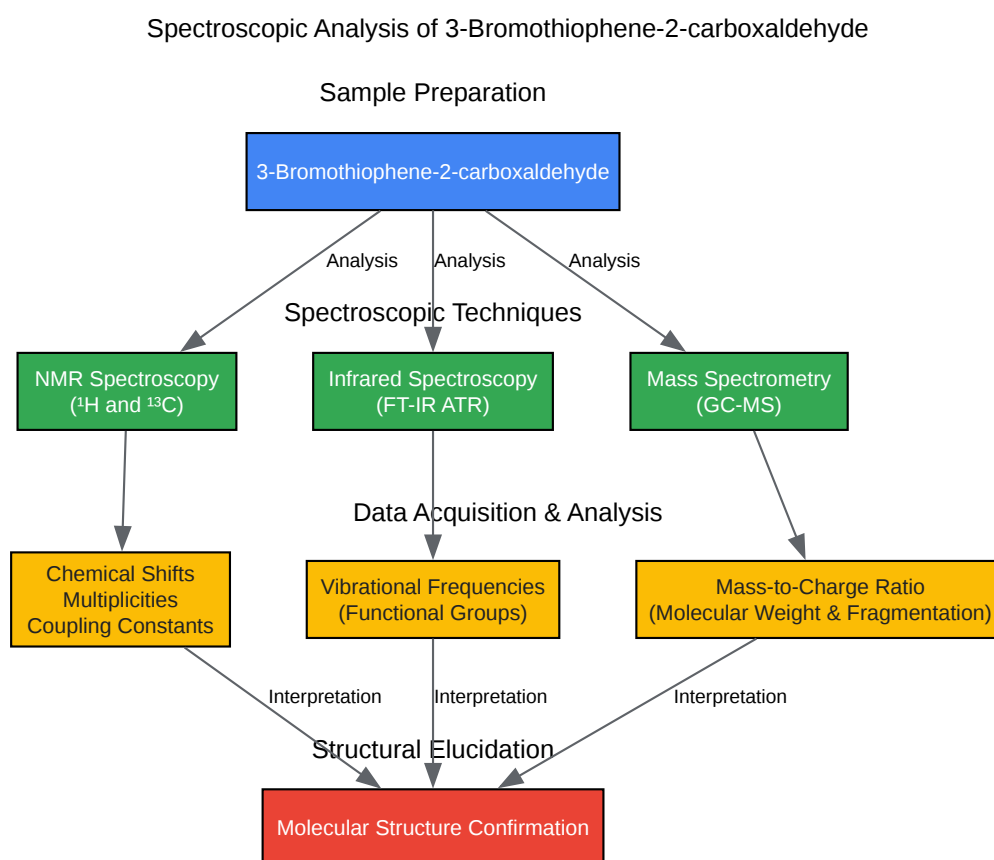 Spectroscopic Analysis of 3-Bromothiophene-2-carboxaldehyde
Sample Preparation
3-Bromothiophene-2-carboxaldehyde
Analysis
Analysis
Analysis
Spectroscopic Techniques
NMR Spectroscopy
(¹H and ¹³C)
Infrared Spectroscopy
(FT-IR ATR)
Mass Spectrometry
(GC-MS)
Data Acquisition & Analysis
Chemical Shifts
Multiplicities
Coupling Constants
Vibrational Frequencies
(Functional Groups)
Mass-to-Charge Ratio
(Molecular Weight & Fragmentation)
Interpretation
Interpretation
Interpretation
Structural Elucidation
Molecular Structure Confirmation